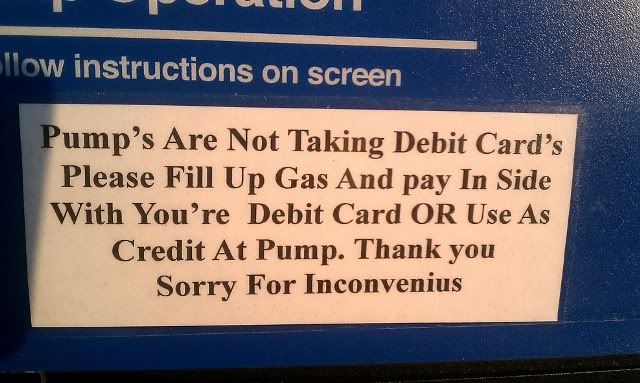 p Operation
llow instructions on screen
Pump's Are Not Taking Debit Card's
Please Fill Up Gas And pay In Side
With You're Debit Card OR Use As
Credit At Pump. Thank you
Sorry For Inconvenius